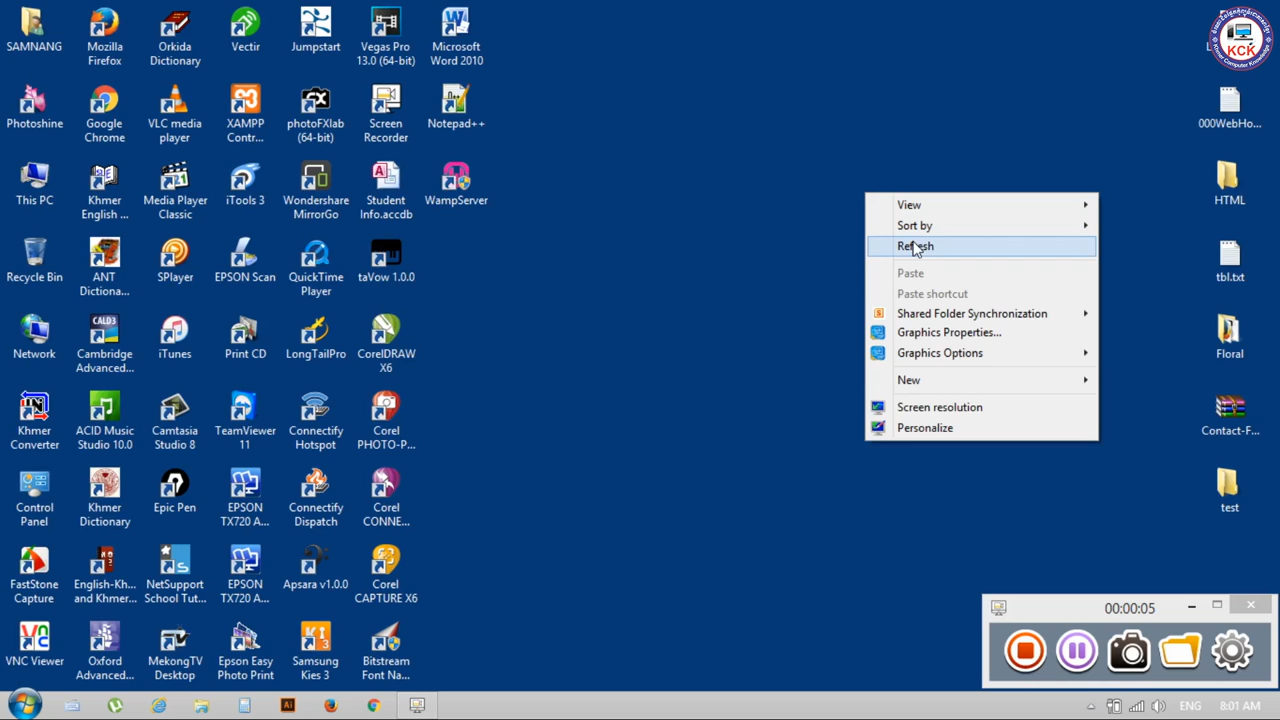 SAMNANG
Mozilla
Firefox
Orkida
Dictionary
Vectir
Jumpstart
Vegas Pro
13.0 (64-bit)
Microsoft
Word 2010
Photoshine
Google
Chrome
VLC media
player
XAMPP
Contr...
photoFXlab
(64-bit)
Screen
Recorder
Notepad++
This PC
Khmer
English ...
Media Player
Classic
iTools 3
Wondershare
MirrorGo
Student
Info.accdb
WampServer
Recycle Bin
ANT
Dictiona...
SPlayer
EPSON Scan
QuickTime
Player
taVow 1.0.0
Network
Cambridge
Advanced...
iTunes
Print CD
LongTailPro
CorelDRAW
X6
Khmer
Converter
ACID Music
Studio 10.0
Camtasia
Studio 8
TeamViewer
11
Connectify
Hotspot
Corel
PHOTO-P...
Control
Panel
Khmer
Dictionary
Epic Pen
EPSON
TX720 A...
Connectify
Dispatch
Corel
CONNE...
FastStone
Capture
English-Kh...
and Khmer...
NetSupport
School Tut...
EPSON
TX720 A...
Apsara v1.0.0
Corel
CAPTURE X6
VNC Viewer
Oxford
Advanced...
MekongTV
Desktop
Epson Easy
Photo Print
Samsung
Kies 3
Bitstream
Font Na...
View
Sort by
Refresh
Paste
Paste shortcut
Shared Folder Synchronization
Graphics Properties...
Graphics Options
New
Screen resolution
Personalize
KCK
Khmer Computer Knowledge
000WebHo...
HTML
tbl.txt
Floral
Contact-F...
test
00:00:05
ENG
8:01 AM